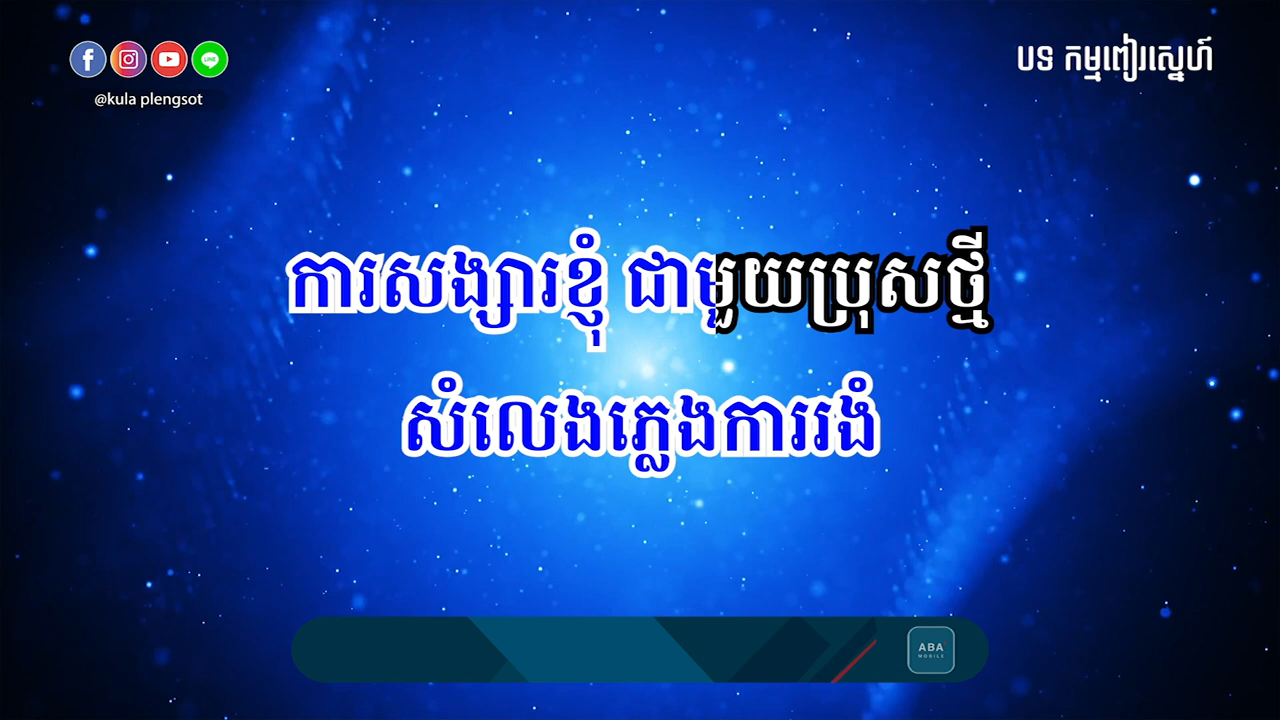 @kula plengsot
បទ កម្មពៀរស្នេហ៍
ការសង្សារខ្ញុំ ជាមួយប្រុសថ្មី
សំលេងភ្លេងការរងំ
LINE
ABA
MOBILE